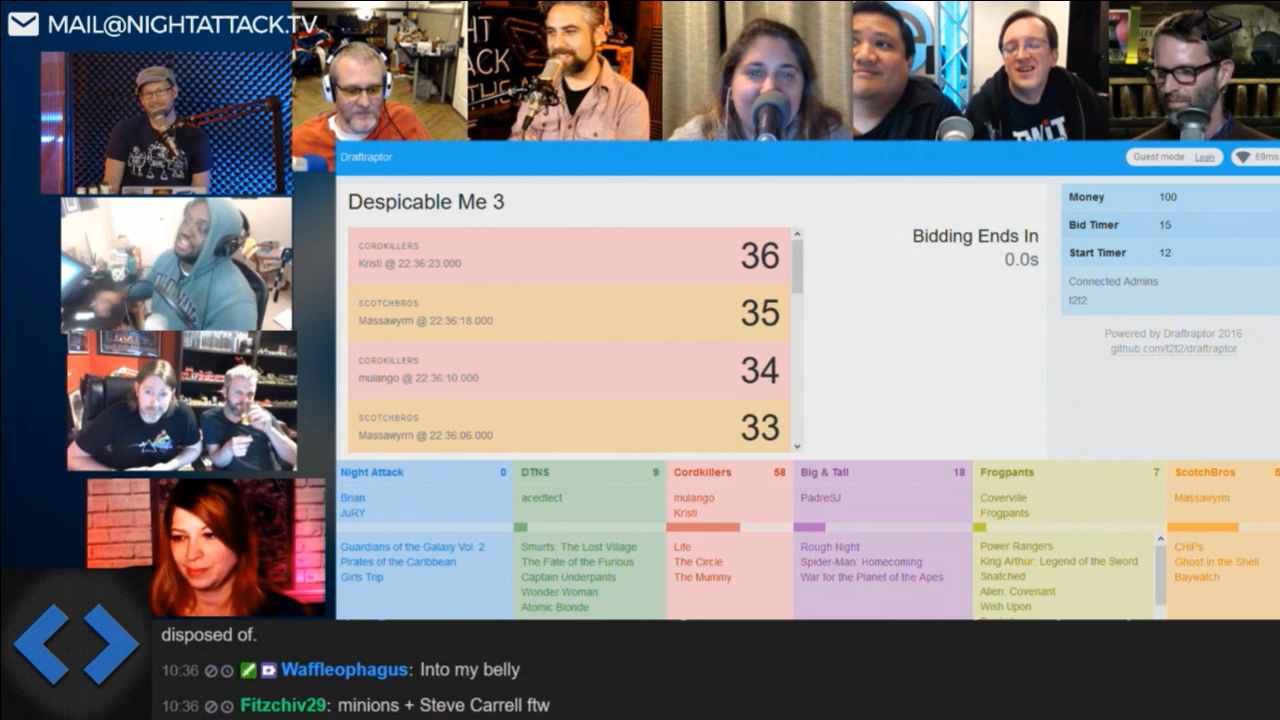 MAIL@NIGHTATTACK.TV
Draftraptor
Guest mode Login 69ms
Despicable Me 3
CORDKILLERS
Kristi @ 22:36:23.000
36
SCOTCHBROS
Massawyrm @ 22:36:18.000
35
CORDKILLERS
mulango @ 22:36:10.000
34
SCOTCHBROS
Massawyrm @ 22:36:06.000
33
Bidding Ends In
0.0s
Money 100
Bid Timer 15
Start Timer 12
Connected Admins
t2t2
Powered by Draftraptor 2016
github.com/t2t2/draftraptor
Night Attack 0
Brian
JuRY
Guardians of the Galaxy Vol. 2
Pirates of the Caribbean
Girls Trip
DTNS 9
acedtect
Smurfs: The Lost Village
The Fate of the Furious
Captain Underpants
Wonder Woman
Atomic Blonde
Cordkillers 58
mulango
Kristi
Life
The Circle
The Mummy
Big & Tall 18
PadreSJ
Rough Night
Spider-Man: Homecoming
War for the Planet of the Apes
Frogpants 7
Coverville
Frogpants
Power Rangers
King Arthur: Legend of the Sword
Snatched
Alien: Covenant
Wish Upon
ScotchBros
Massawyrm
CHiPs
Ghost in the Shell
Baywatch
disposed of.
10:36 Waffleophagus: Into my belly
10:36 Fitzchiv29: minions + Steve Carrell ftw